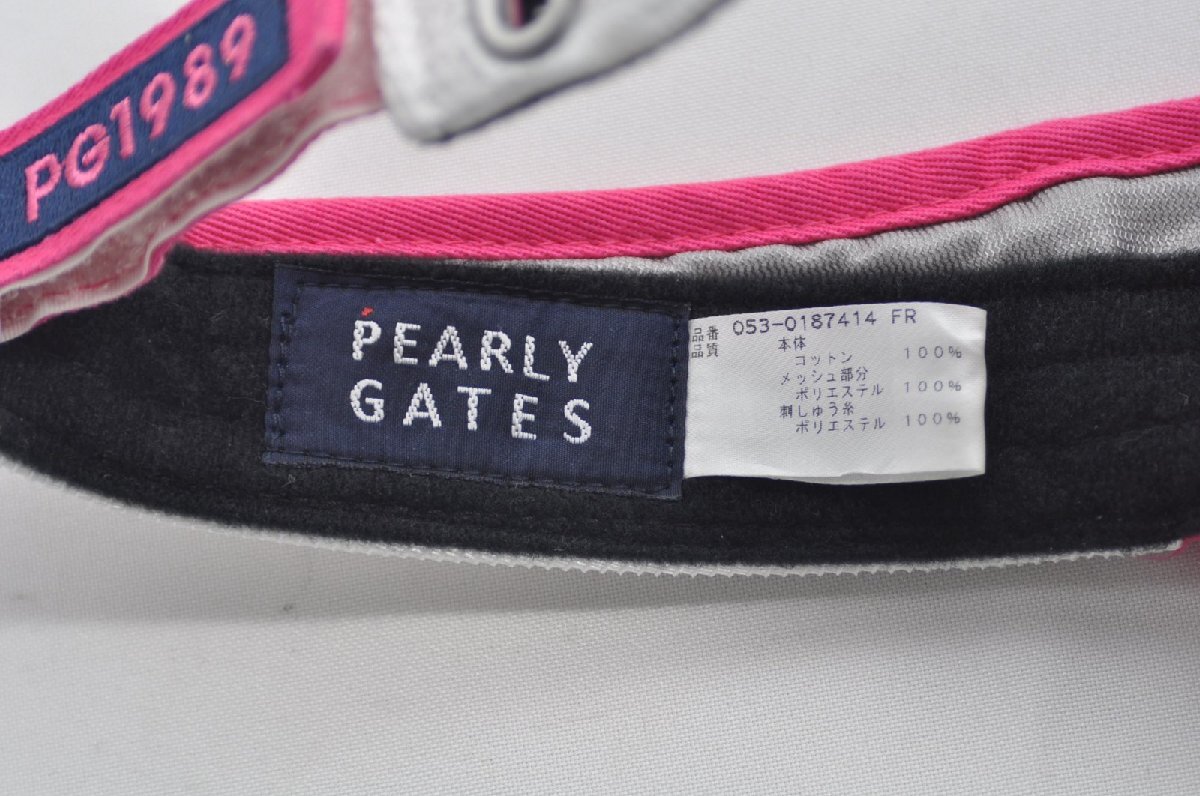 PG1989
PEARLY
GATES
品番 053-0187414 FR
品質 本体
コットン 100%
メッシュ部分
ポリエステル 100%
刺しゅう糸
ポリエステル 100%